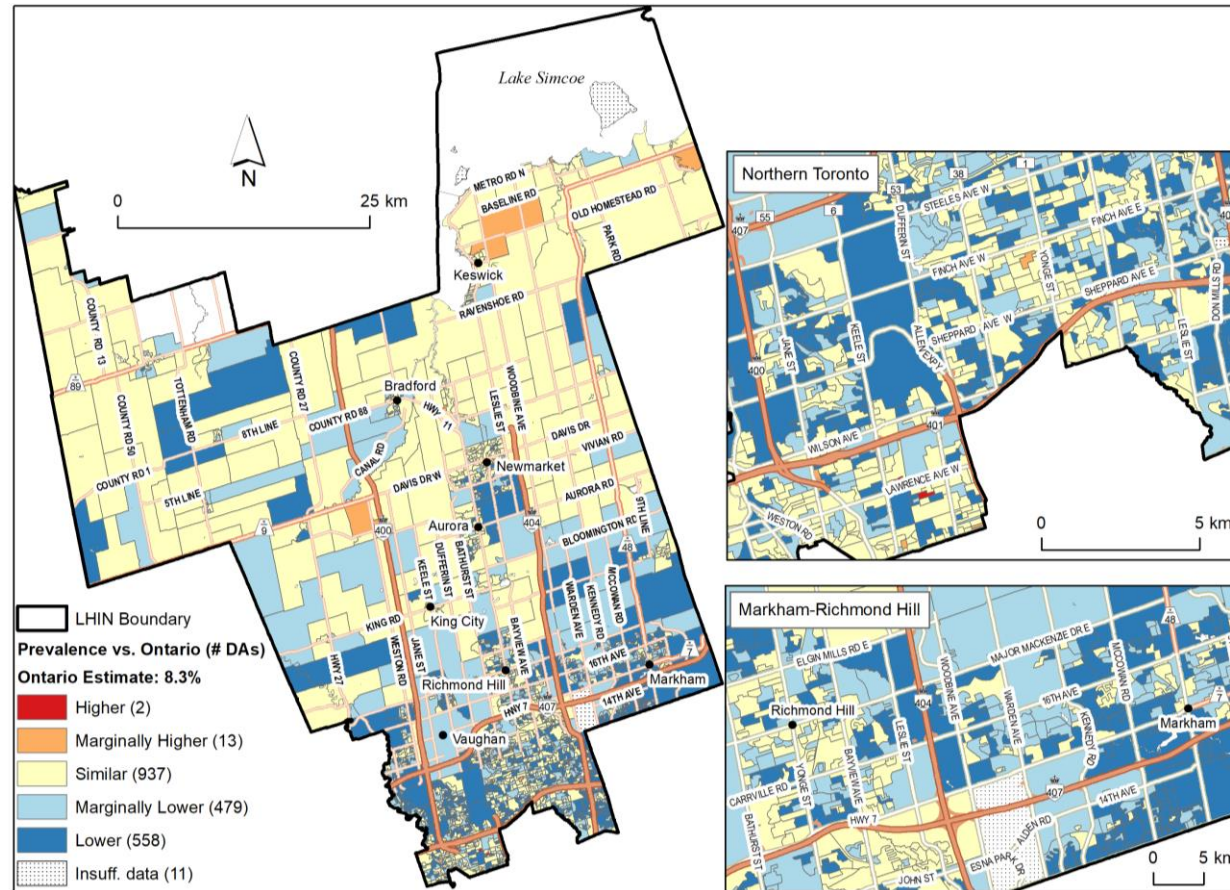 Lake Simcoe
N
0 25 km
METRO RD N
BASELINE RD
OLD HOMESTEAD RD
PARK RD
Keswick
RAVENSHOE RD
COUNTY RD 13
89
TOTTENHAM RD
COUNTY RD 27
COUNTY RD 50
8TH LINE
COUNTY RD 88
Bradford
HWY 11
LESLIE ST
WOODBINE AVE
CANAL RD
DAVIS DR
VIVIAN RD
Newmarket
COUNTY RD 1
5TH LINE
DAVIS DR W
AURORA RD
9TH LINE
9
400
Aurora
404
BLOOMINGTON RD
48
KEELE ST
DUFFERIN ST
BATHURST ST
King City
WARDEN AVE
KENNEDY RD
MCCOWAN RD
KING RD
HWY 27
WESTON RD
JANE ST
BAYVIEW AVE
16TH AVE
7
Richmond Hill
Markham
14TH AVE
HWY 7
407
Vaughan
LHIN Boundary
Prevalence vs. Ontario (# DAs)
Ontario Estimate: 8.3%
Higher (2)
Marginally Higher (13)
Similar (937)
Marginally Lower (479)
Lower (558)
Insuff. data (11)
Northern Toronto
1
38
53
STEELES AVE W
407
55
6
DUFFERIN ST
FINCH AVE E
FINCH AVE W
YONGE ST
SHEPPARD AVE E
DON MILLS RD
JANE ST
KEELE ST
ALLEN EXPY
SHEPPARD AVE W
LESLIE ST
400
WILSON AVE
401
LAWRENCE AVE W
WESTON RD
0 5 km
Markham-Richmond Hill
48
ELGIN MILLS RD E
MAJOR MACKENZIE DR E
WOODBINE AVE
MCCOWAN RD
16TH AVE
WARDEN AVE
Richmond Hill
404
LESLIE ST
Markham
7
KENNEDY RD
CARRVILLE RD
YONGE ST
BAYVIEW AVE
407
14TH AVE
HWY 7
BATHURST ST
ALDEN RD
ESNA PARK DR
JOHN ST
0 5 km